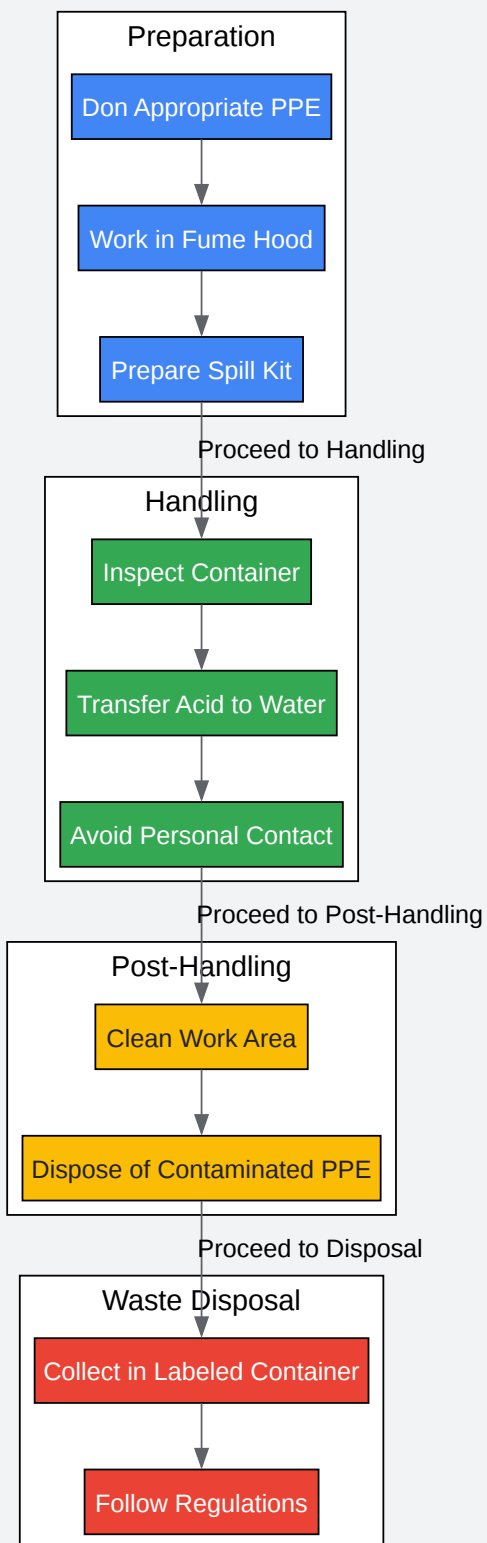 Preparation
Don Appropriate PPE
Work in Fume Hood
Prepare Spill Kit
Proceed to Handling
Handling
Inspect Container
Transfer Acid to Water
Avoid Personal Contact
Proceed to Post-Handling
Post-Handling
Clean Work Area
Dispose of Contaminated PPE
Proceed to Disposal
Waste Disposal
Collect in Labeled Container
Follow Regulations